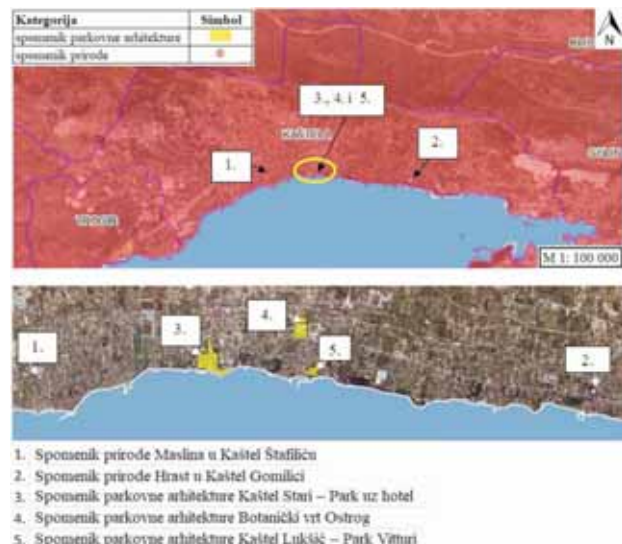 Kategorija Simbol
spomenik parkovne arhitekture
spomenik prirode
N
3., 4. i 5.
KAŠTELA
1.
2.
TROGIR
M 1: 100 000
1.
3.
4.
5.
2.
1. Spomenik prirode Maslina u Kaštel Štafiliću
2. Spomenik prirode Hrast u Kaštel Gomilici
3. Spomenik parkovne arhitekture Kaštel Stari – Park uz hotel
4. Spomenik parkovne arhitekture Botanički vrt Ostrog
5. Spomenik parkovne arhitekture Kaštel Lukšić – Park Vitturi